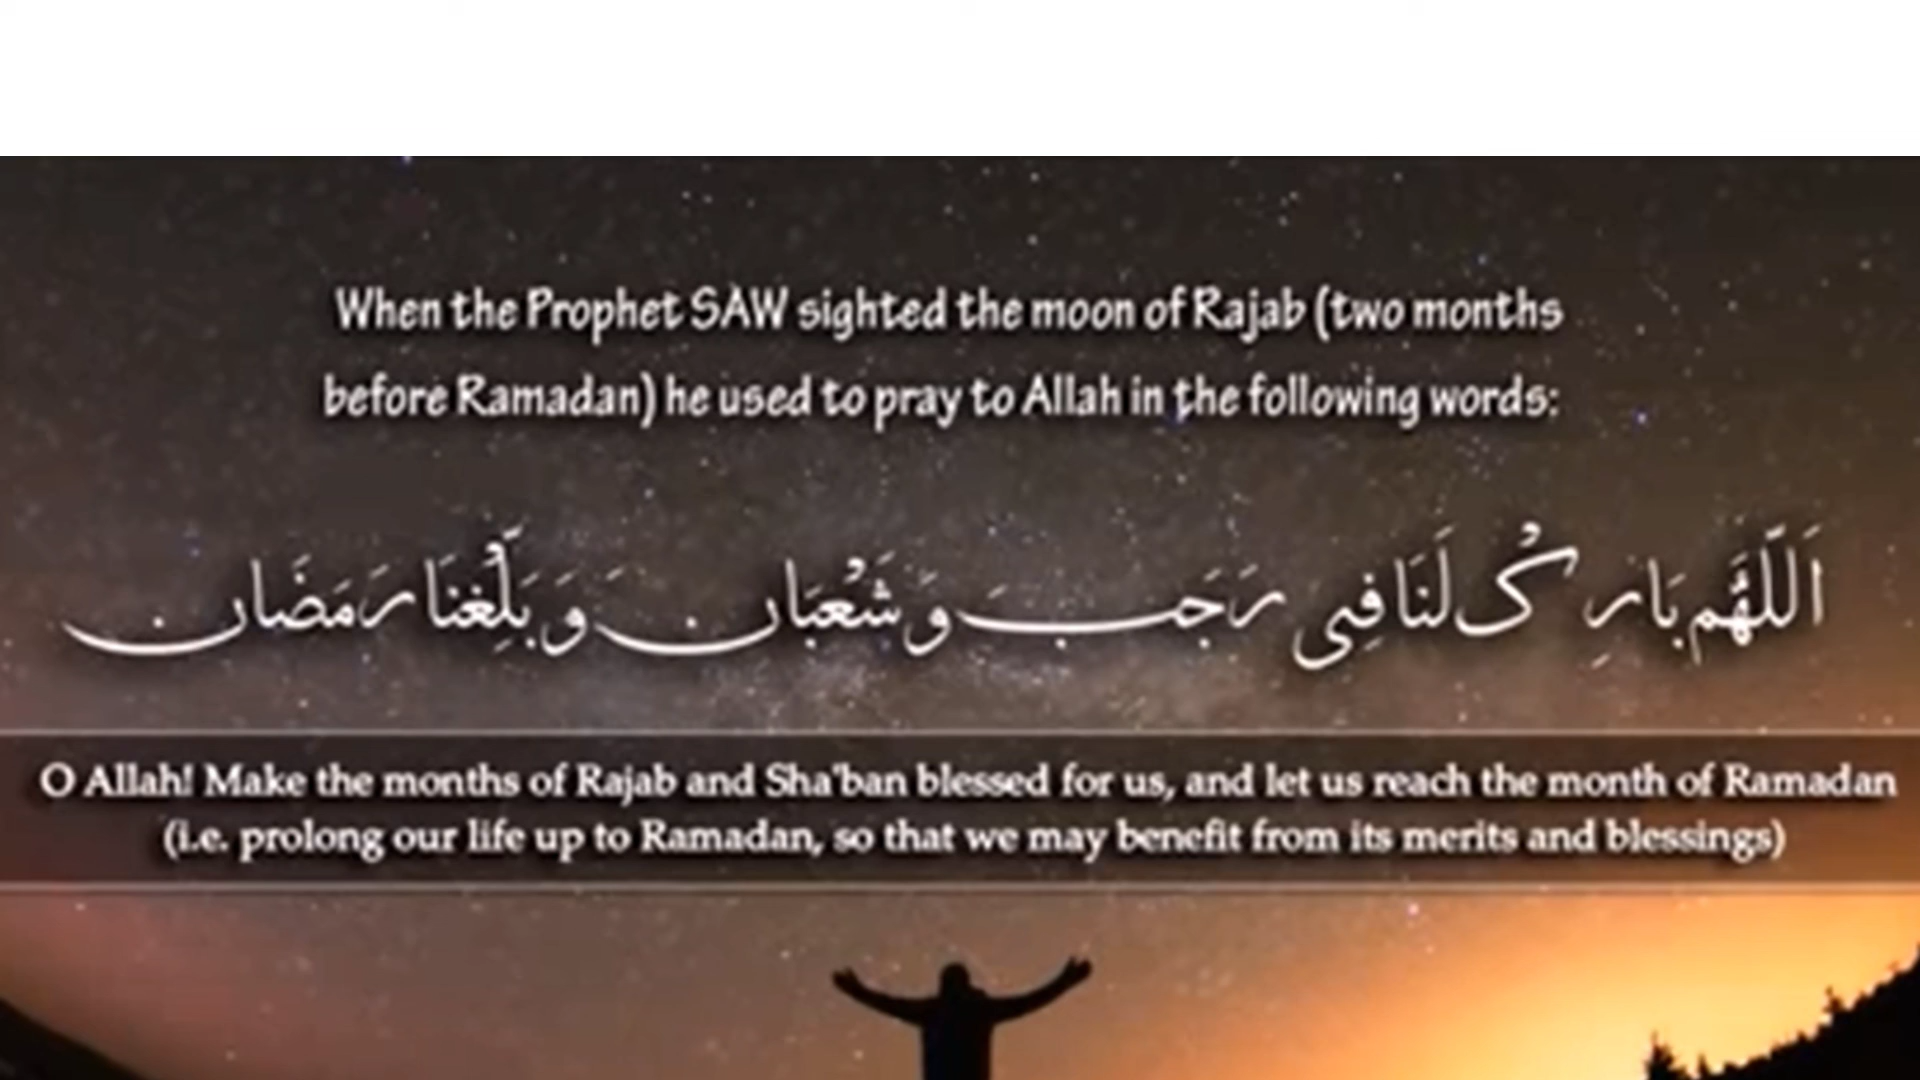 When the Prophet SAW sighted the moon of Rajab (two months
before Ramadan) he used to pray to Allah in the following words:
اَللّٰهُمَّ بَارِكْ لَنَا فِي رَجَبَ وَشَعْبَانَ وَبَلِّغْنَا رَمَضَان
O Allah! Make the months of Rajab and Sha'ban blessed for us, and let us reach the month of Ramadan
(i.e. prolong our life up to Ramadan, so that we may benefit from its merits and blessings)